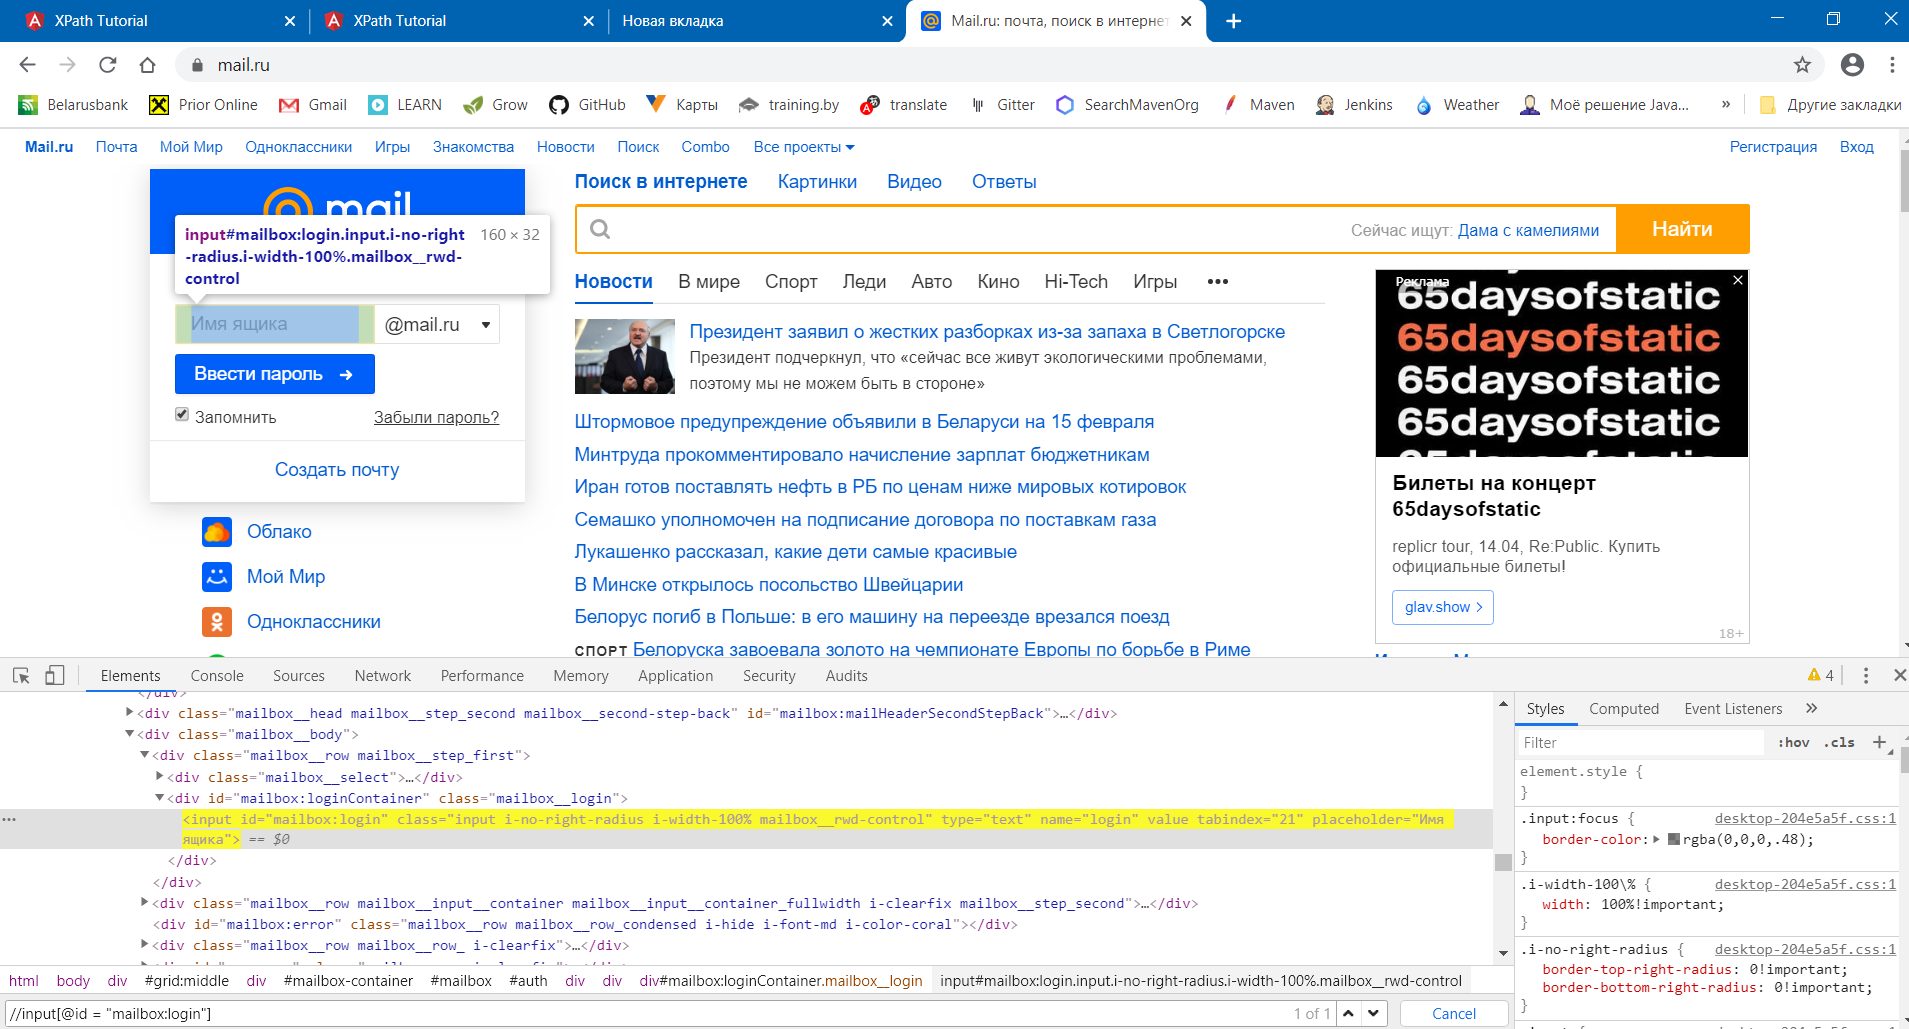 XPath Tutorial
XPath Tutorial
Новая вкладка
Mail.ru: почта, поиск в интернет
mail.ru
Belarusbank
Prior Online
Gmail
LEARN
Grow
GitHub
Карты
training.by
translate
Gitter
SearchMavenOrg
Maven
Jenkins
Weather
Моё решение Java...
»
Другие закладки
Mail.ru Почта Мой Мир Одноклассники Игры Знакомства Новости Поиск Combo Все проекты
Регистрация Вход
mail
input#mailbox:login.input.i-no-right
-radius.i-width-100%.mailbox__rwd-
control
160 × 32
Имя ящика
@mail.ru
Ввести пароль →
Запомнить
Забыли пароль?
Создать почту
Облако
Мой Мир
Одноклассники
Поиск в интернете Картинки Видео Ответы
Сейчас ищут: Дама с камелиями
Найти
Новости В мире Спорт Леди Авто Кино Hi-Tech Игры •••
Президент заявил о жестких разборках из-за запаха в Светлогорске
Президент подчеркнул, что «сейчас все живут экологическими проблемами,
поэтому мы не можем быть в стороне»
Штормовое предупреждение объявили в Беларуси на 15 февраля
Минтруда прокомментировало начисление зарплат бюджетникам
Иран готов поставлять нефть в РБ по ценам ниже мировых котировок
Семашко уполномочен на подписание договора по поставкам газа
Лукашенко рассказал, какие дети самые красивые
В Минске открылось посольство Швейцарии
Белорус погиб в Польше: в его машину на переезде врезался поезд
СПОРТ Белоруска завоевала золото на чемпионате Европы по борьбе в Риме
Реклама
65daysofstatic
65daysofstatic
65daysofstatic
65daysofstatic
Билеты на концерт
65daysofstatic
replicr tour, 14.04, Re:Public. Купить
официальные билеты!
glav.show
18+
Elements Console Sources Network Performance Memory Application Security Audits
4
</div>
<div class="mailbox__head mailbox__step_second mailbox__second-step-back" id="mailbox:mailHeaderSecondStepBack">…</div>
<div class="mailbox__body">
<div class="mailbox__row mailbox__step_first">
<div class="mailbox__select">…</div>
<div id="mailbox:loginContainer" class="mailbox__login">
<input id="mailbox:login" class="input i-no-right-radius i-width-100% mailbox__rwd-control" type="text" name="login" value tabindex="21" placeholder="Имя
ящика"> == $0
</div>
</div>
<div class="mailbox__row mailbox__input__container mailbox__input__container_fullwidth i-clearfix mailbox__step_second">…</div>
<div id="mailbox:error" class="mailbox__row mailbox__row_condensed i-hide i-font-md i-color-coral"></div>
<div class="mailbox__row mailbox__row_ i-clearfix">…</div>
html body div #grid:middle div #mailbox-container #mailbox #auth div div div#mailbox:loginContainer.mailbox__login input#mailbox:login.input.i-no-right-radius.i-width-100%.mailbox__rwd-control
//input[@id = "mailbox:login"]
1 of 1
Cancel
Styles Computed Event Listeners »
Filter
:hov .cls +
element.style {
}
.input:focus { desktop-204e5a5f.css:1
border-color: rgba(0,0,0,.48);
}
.i-width-100\% { desktop-204e5a5f.css:1
width: 100%!important;
}
.i-no-right-radius { desktop-204e5a5f.css:1
border-top-right-radius: 0!important;
border-bottom-right-radius: 0!important;
}